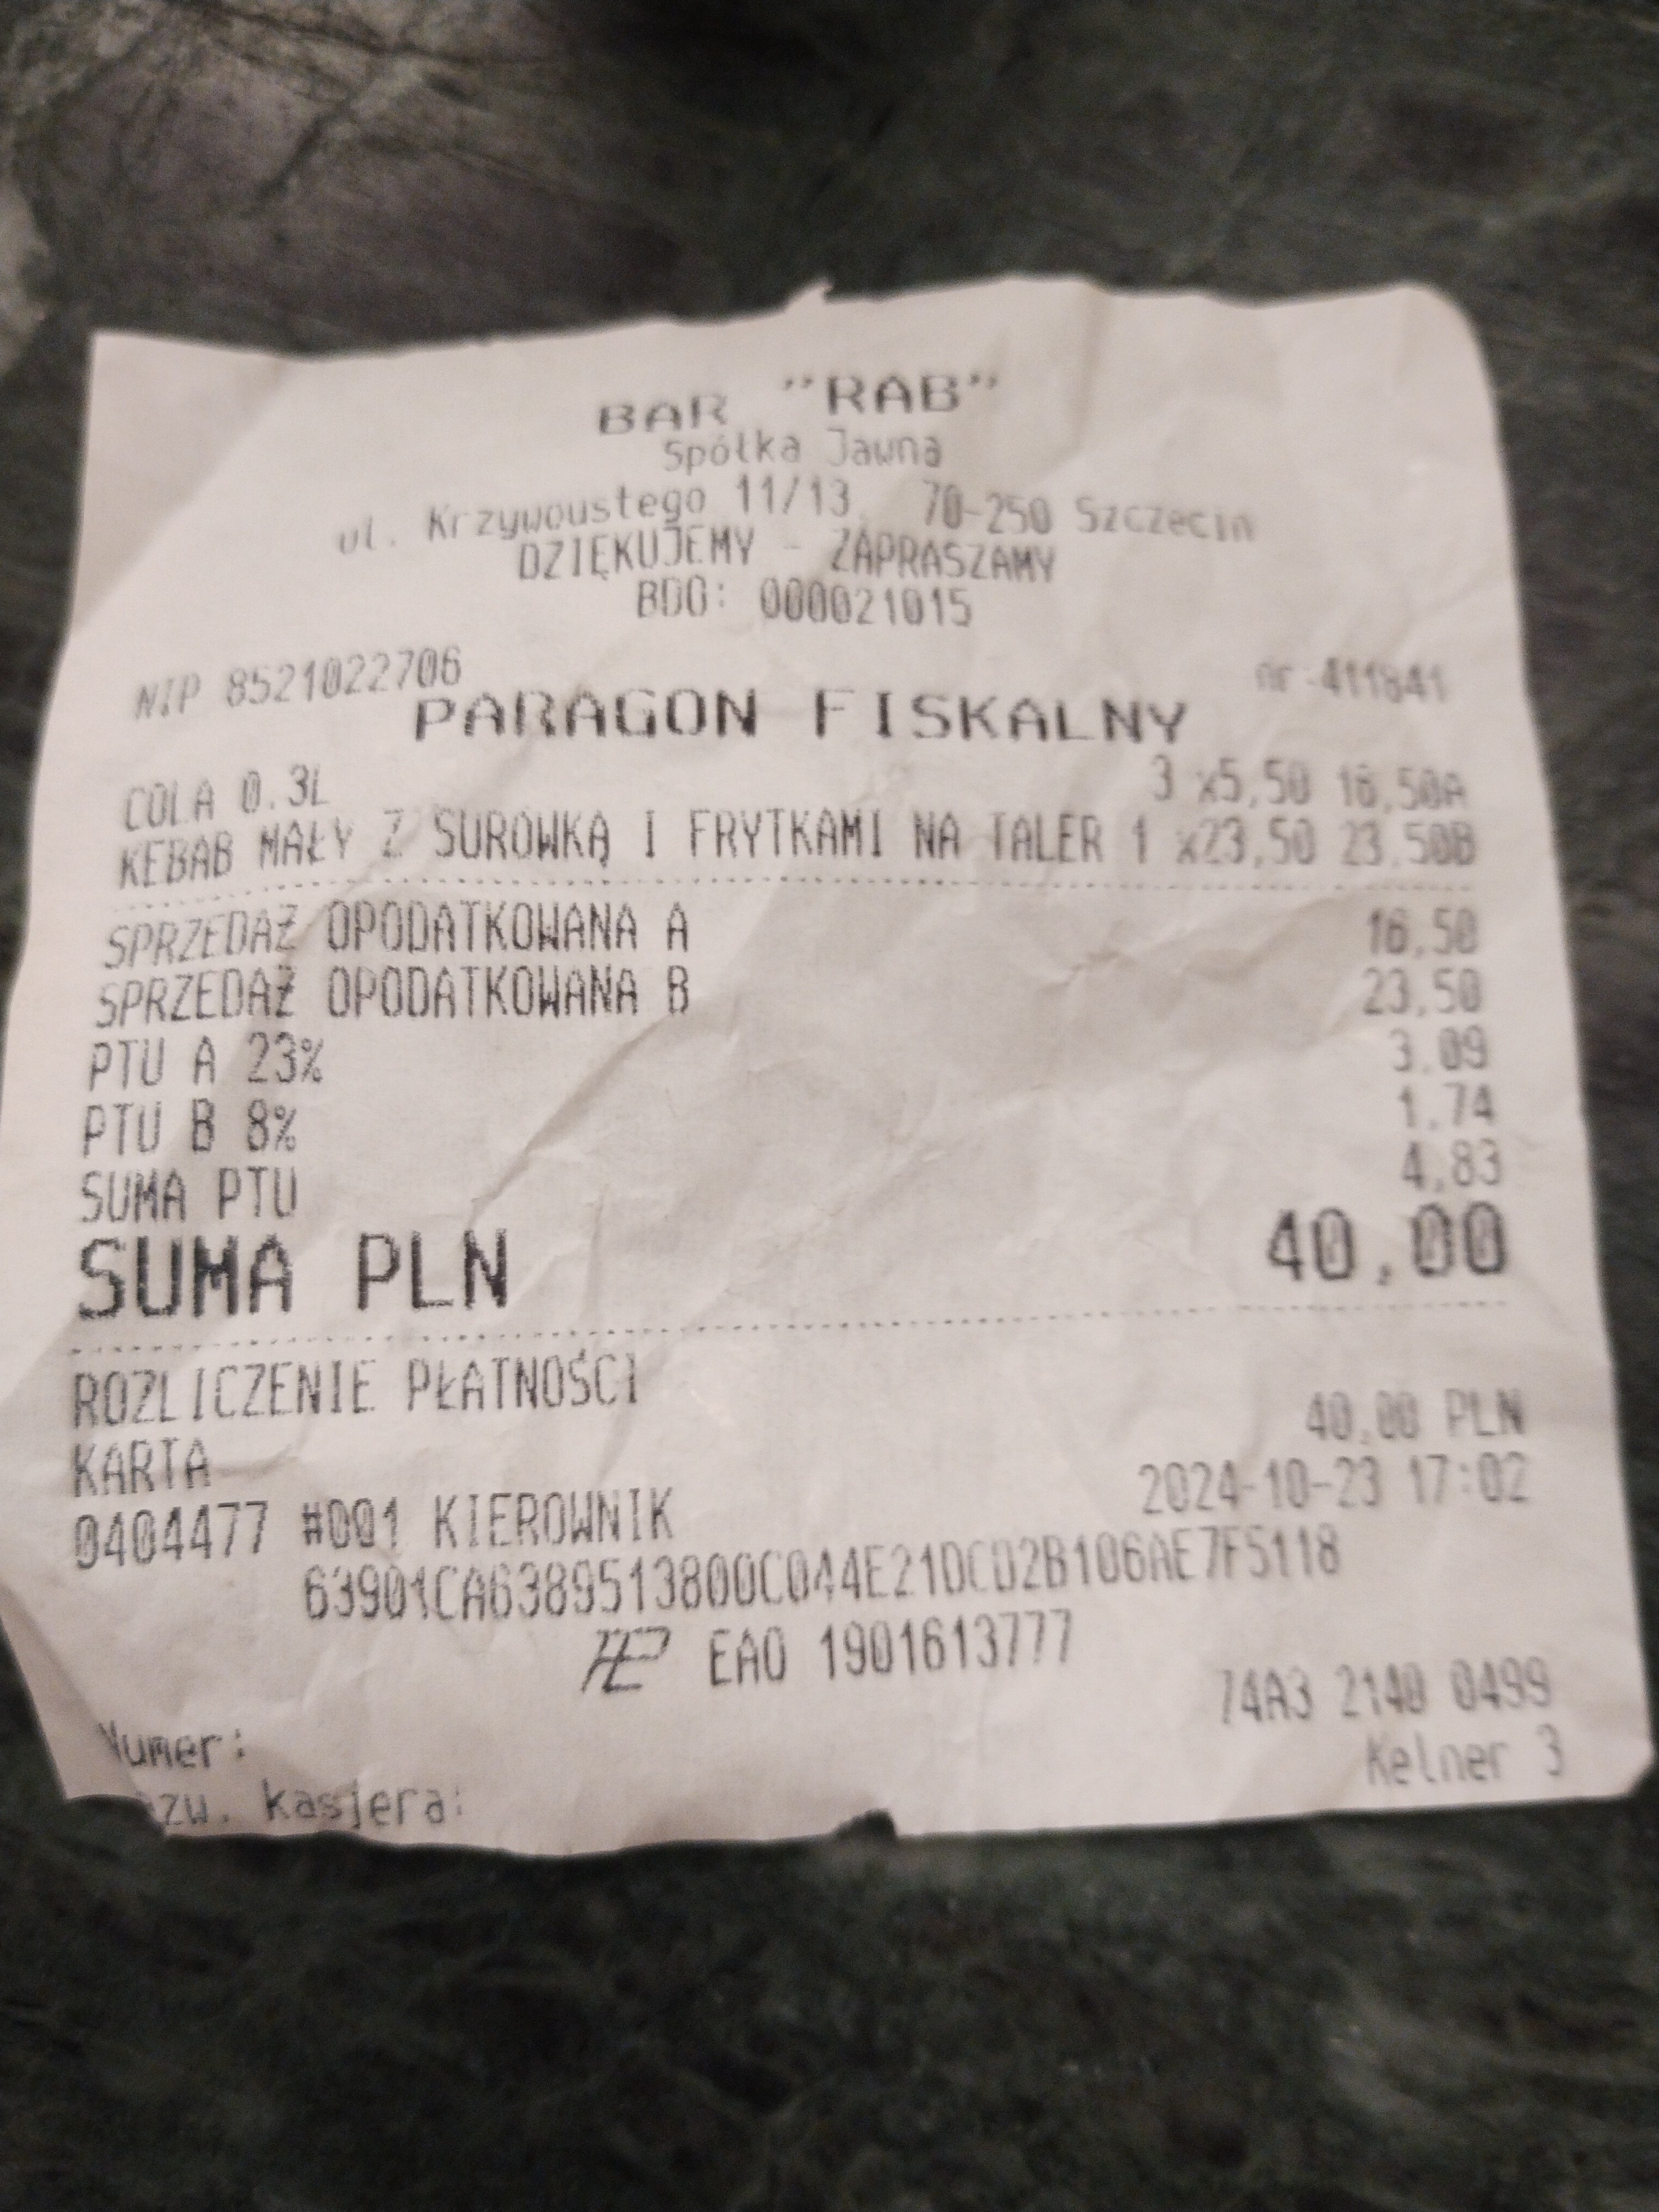 BAR "RAB"
Spółka Jawna
ul. Krzywoustego 11/13, 70-250 Szczecin
DZIĘKUJEMY - ZAPRASZAMY
BDO: 000021015
NIP 8521022706 nr:411841
PARAGON FISKALNY
COLA 0.3L 3 x5,50 16,50A
KEBAB MAŁY Z SURÓWKĄ I FRYTKAMI NA TALER 1 x23,50 23,50B
SPRZEDAŻ OPODATKOWANA A 16,50
SPRZEDAŻ OPODATKOWANA B 23,50
PTU A 23% 3,09
PTU B 8% 1,74
SUMA PTU 4,83
SUMA PLN 40,00
ROZLICZENIE PŁATNOŚCI
KARTA 40,00 PLN
0404477 #001 KIEROWNIK 2024-10-23 17:02
63901CA6389513800C044E21DCD2B106AE7F5118
EAO 1901613777
Numer: 74A3 2140 0499
kasjera: Kelner 3